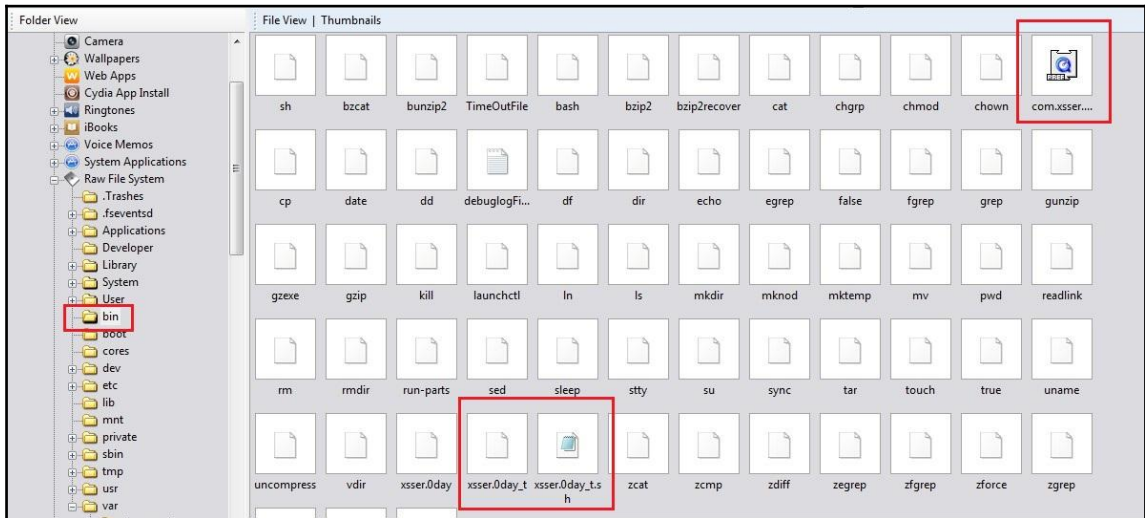 Folder View
Camera
Wallpapers
Web Apps
Cydia App Install
Ringtones
iBooks
Voice Memos
System Applications
Raw File System
.Trashes
.fseventsd
Applications
Developer
Library
System
User
bin
boot
cores
dev
etc
lib
mnt
private
sbin
tmp
usr
var
File View | Thumbnails
sh bzcat bunzip2 TimeOutFile bash bzip2 bzip2recover cat chgrp chmod chown com.xsser....
cp date dd debuglogFi... df dir echo egrep false fgrep grep gunzip
gzexe gzip kill launchctl ln ls mkdir mknod mktemp mv pwd readlink
rm rmdir run-parts sed sleep stty su sync tar touch true uname
uncompress vdir xsser.0day xsser.0day_t xsser.0day_t.s zcat zcmp zdiff zegrep zfgrep zforce zgrep
h